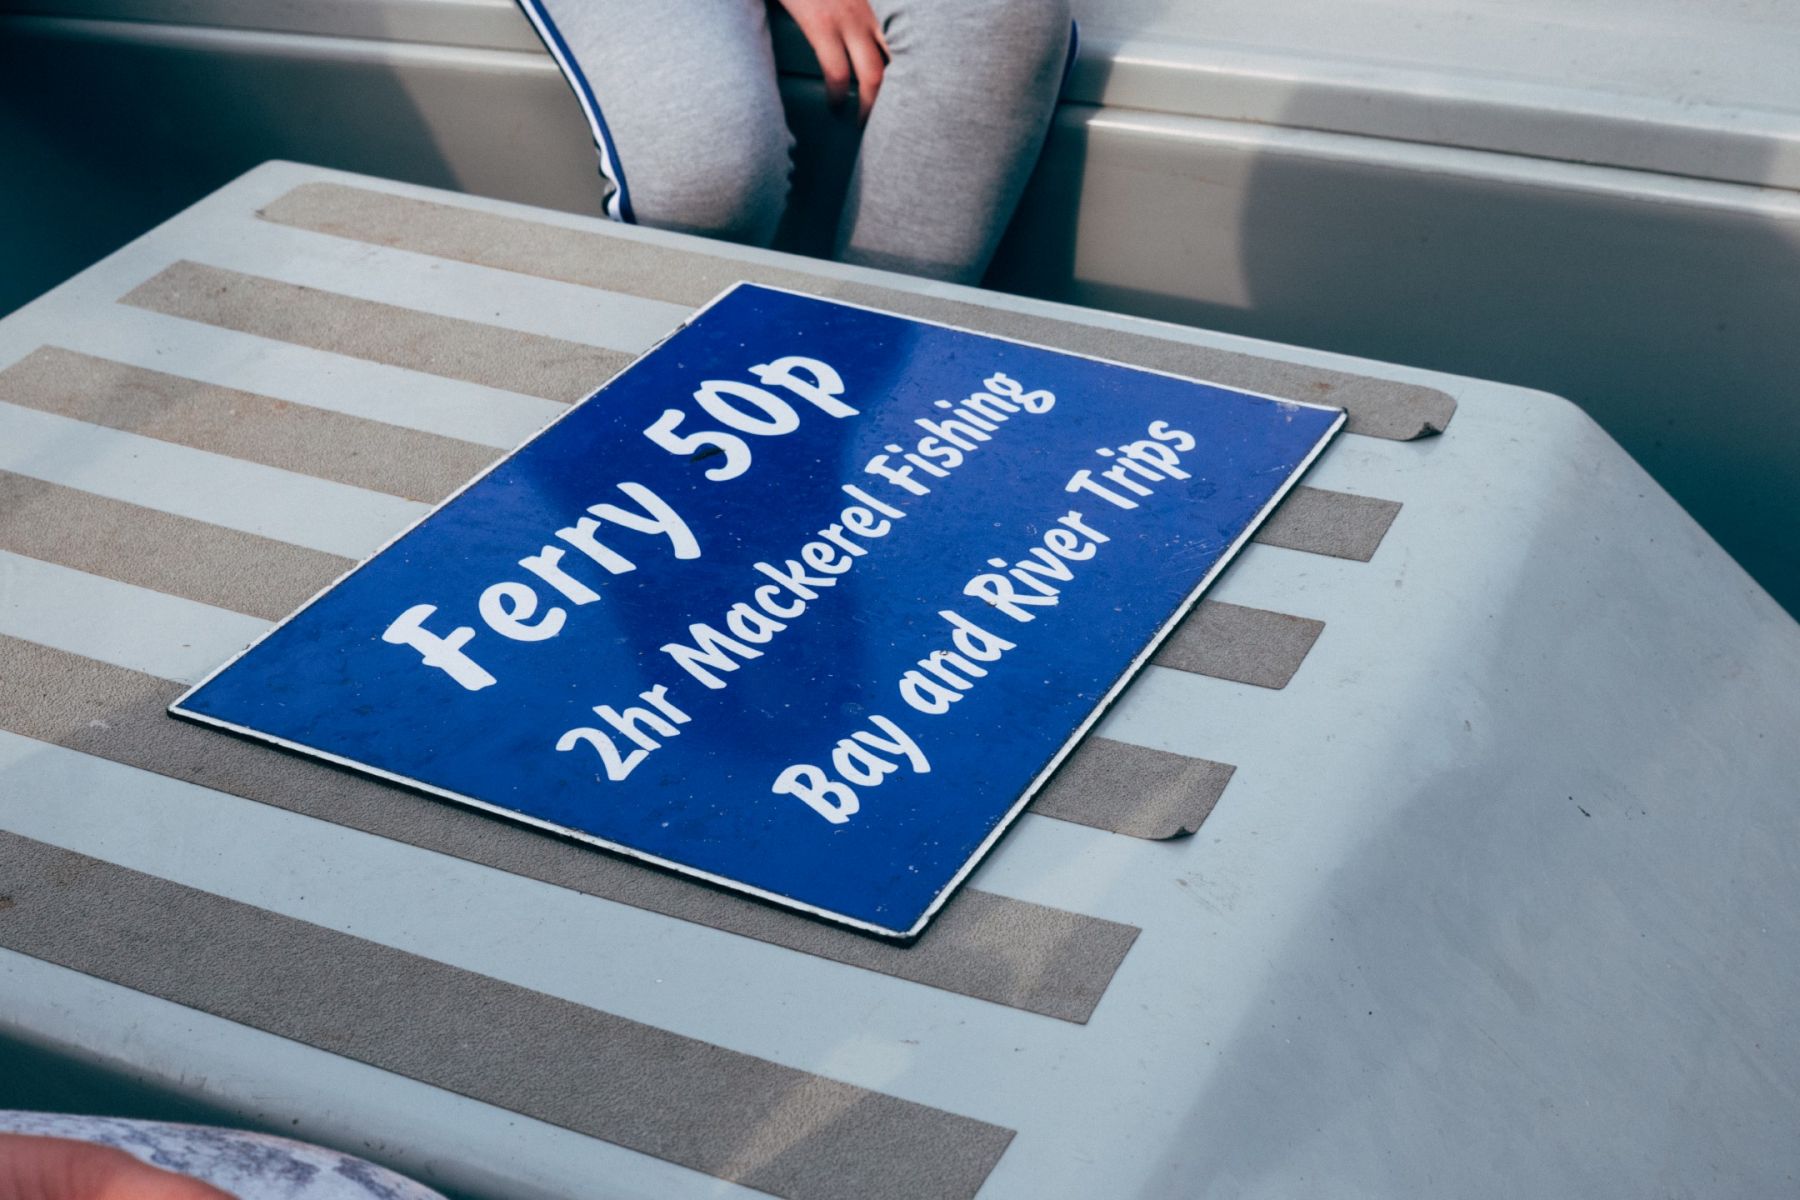 Ferry 50p
2hr Mackerel Fishing
Bay and River Trips